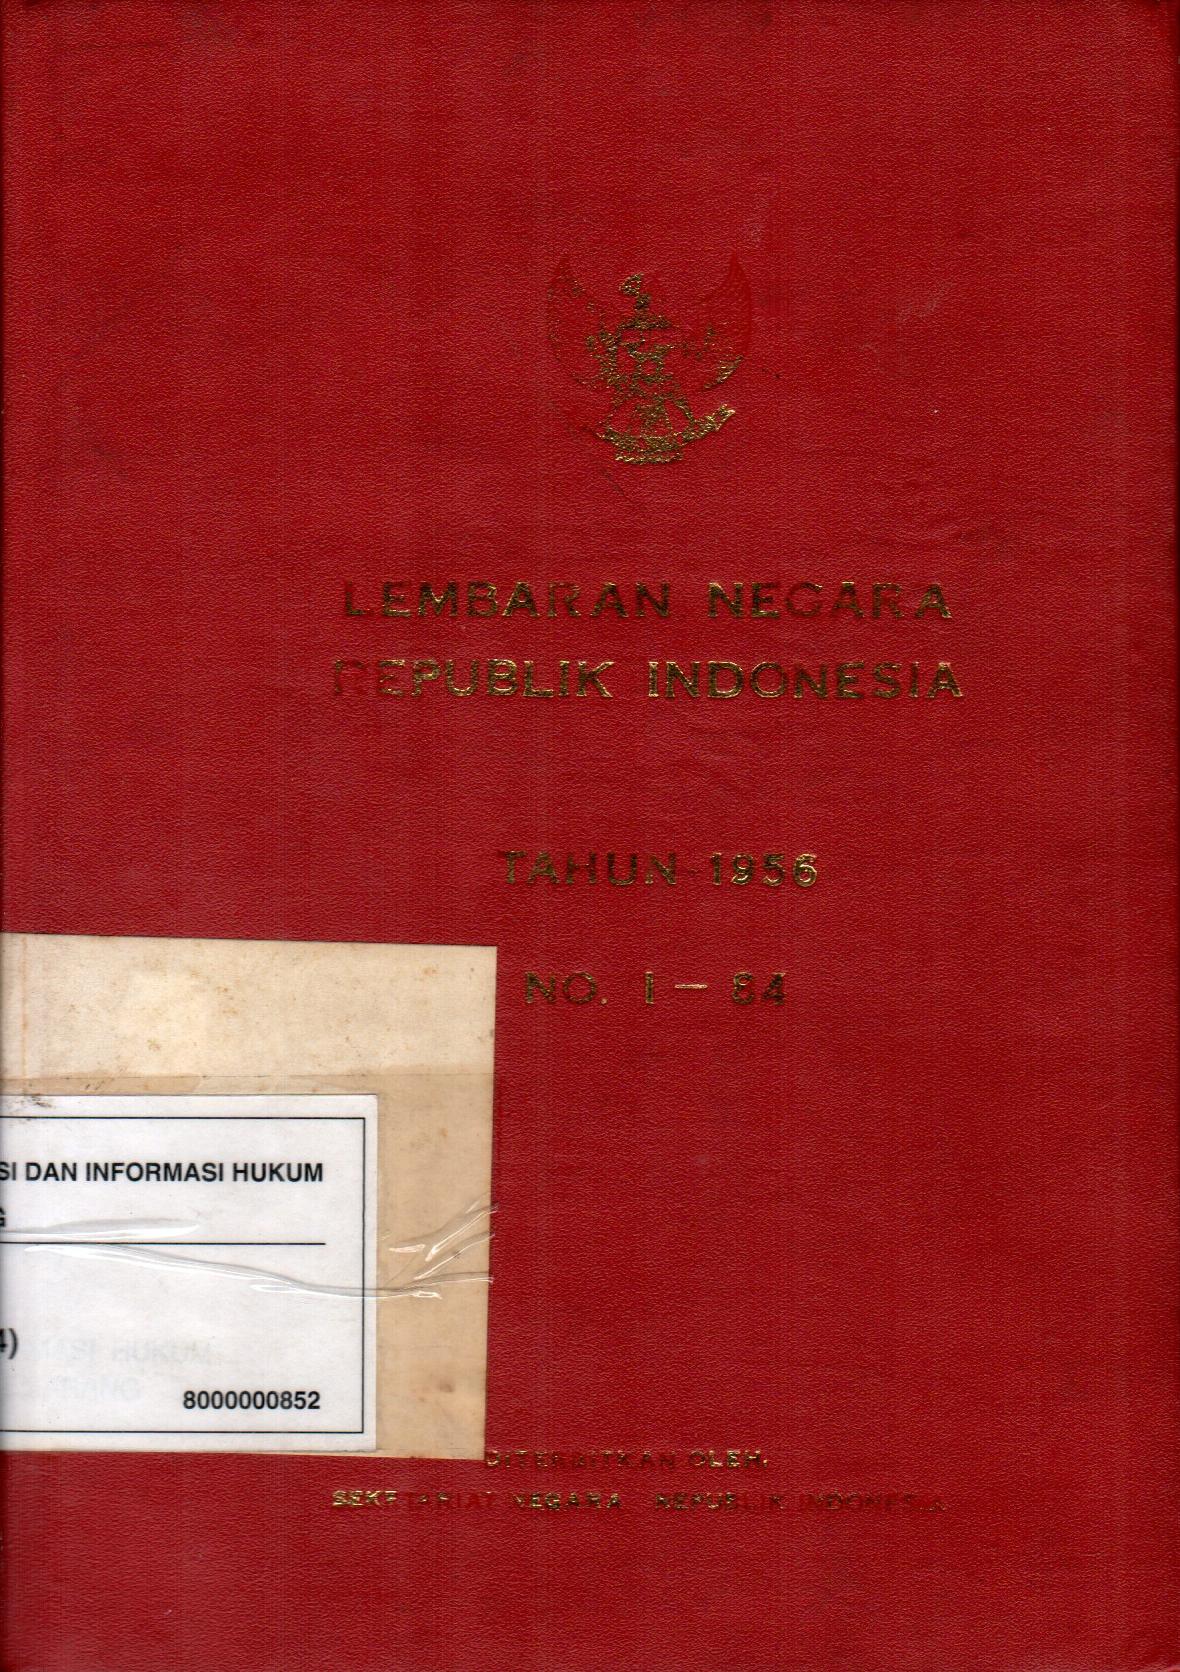 LEMBARAN NEGARA
REPUBLIK INDONESIA
TAHUN 1956
NO. 1 – 84
SI DAN INFORMASI HUKUM
G
4)
8000000852
DITERBITKAN OLEH:
SEKRETARIAT NEGARA REPUBLIK INDONESIA